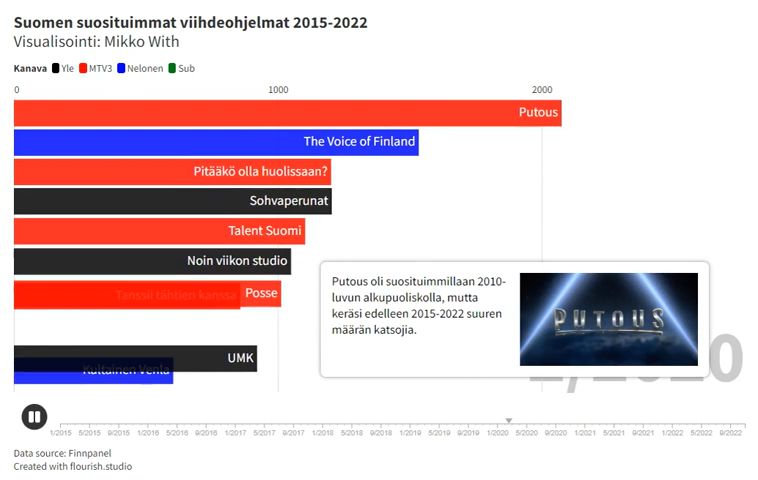 Suomen suosituimmat viihdeohjelmat 2015-2022
Visualisointi: Mikko With
Kanava Yle MTV3 Nelonen Sub
0 1000 2000
Putous
The Voice of Finland
Pitääkö olla huolissaan?
Sohvaperunat
Talent Suomi
Noin viikon studio
Tanssii tähtien kanssa Posse
UMK
Kultainen Venla
Putous oli suosituimmillaan 2010-
luvun alkupuoliskolla, mutta
keräsi edelleen 2015-2022 suuren
määrän katsojia.
PUTOUS
1/2015 5/2015 9/2015 1/2016 5/2016 9/2016 1/2017 5/2017 9/2017 1/2018 5/2018 9/2018 1/2019 5/2019 9/2019 1/2020 5/2020 9/2020 1/2021 5/2021 9/2021 1/2022 5/2022 9/2022
Data source: Finnpanel
Created with flourish.studio